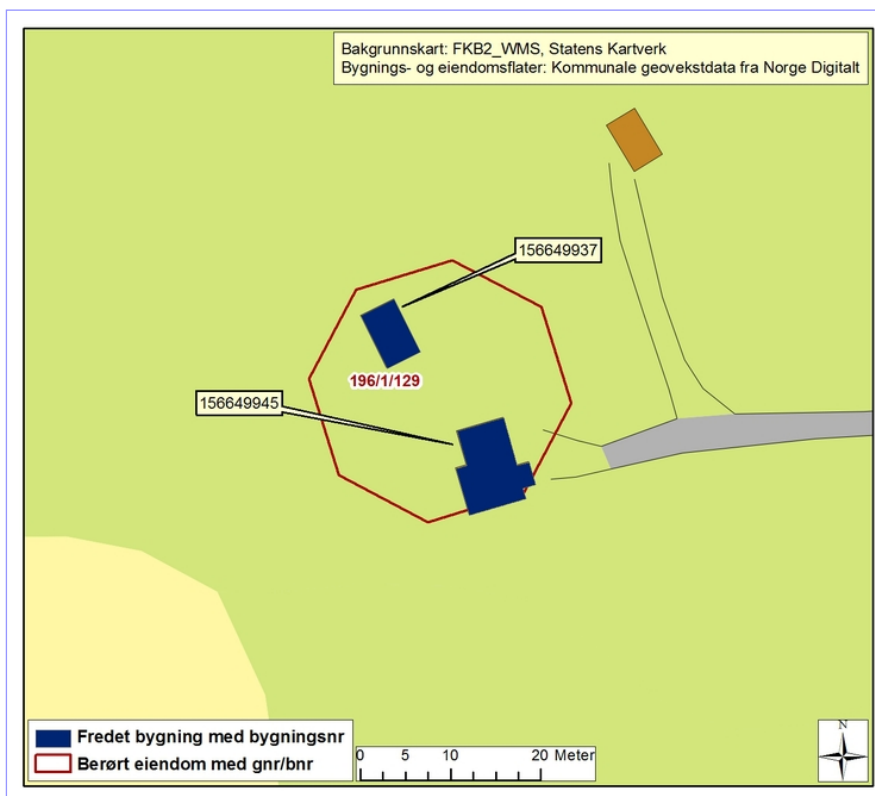 Bakgrunnskart: FKB2_WMS, Statens Kartverk
Bygnings- og eiendomsflater: Kommunale geovekstdata fra Norge Digitalt
156649937
196/1/129
156649945
Fredet bygning med bygningsnr
Berørt eiendom med gnr/bnr
0 5 10 20 Meter
N